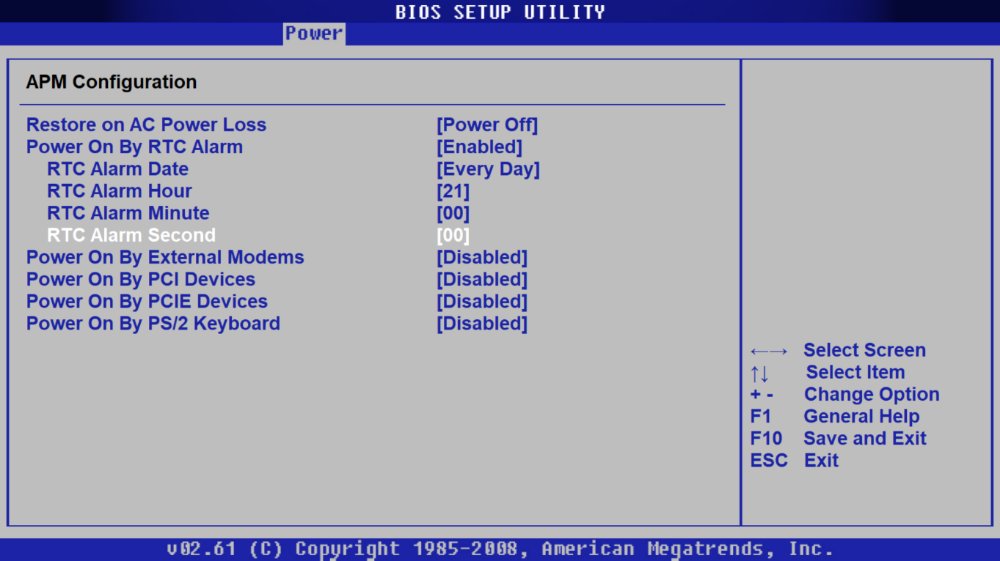 BIOS SETUP UTILITY
Power
APM Configuration
Restore on AC Power Loss [Power Off]
Power On By RTC Alarm [Enabled]
RTC Alarm Date [Every Day]
RTC Alarm Hour [21]
RTC Alarm Minute [00]
RTC Alarm Second [00]
Power On By External Modems [Disabled]
Power On By PCI Devices [Disabled]
Power On By PCIE Devices [Disabled]
Power On By PS/2 Keyboard [Disabled]
←→ Select Screen
↑↓ Select Item
+ - Change Option
F1 General Help
F10 Save and Exit
ESC Exit
v02.61 (C) Copyright 1985-2008, American Megatrends, Inc.